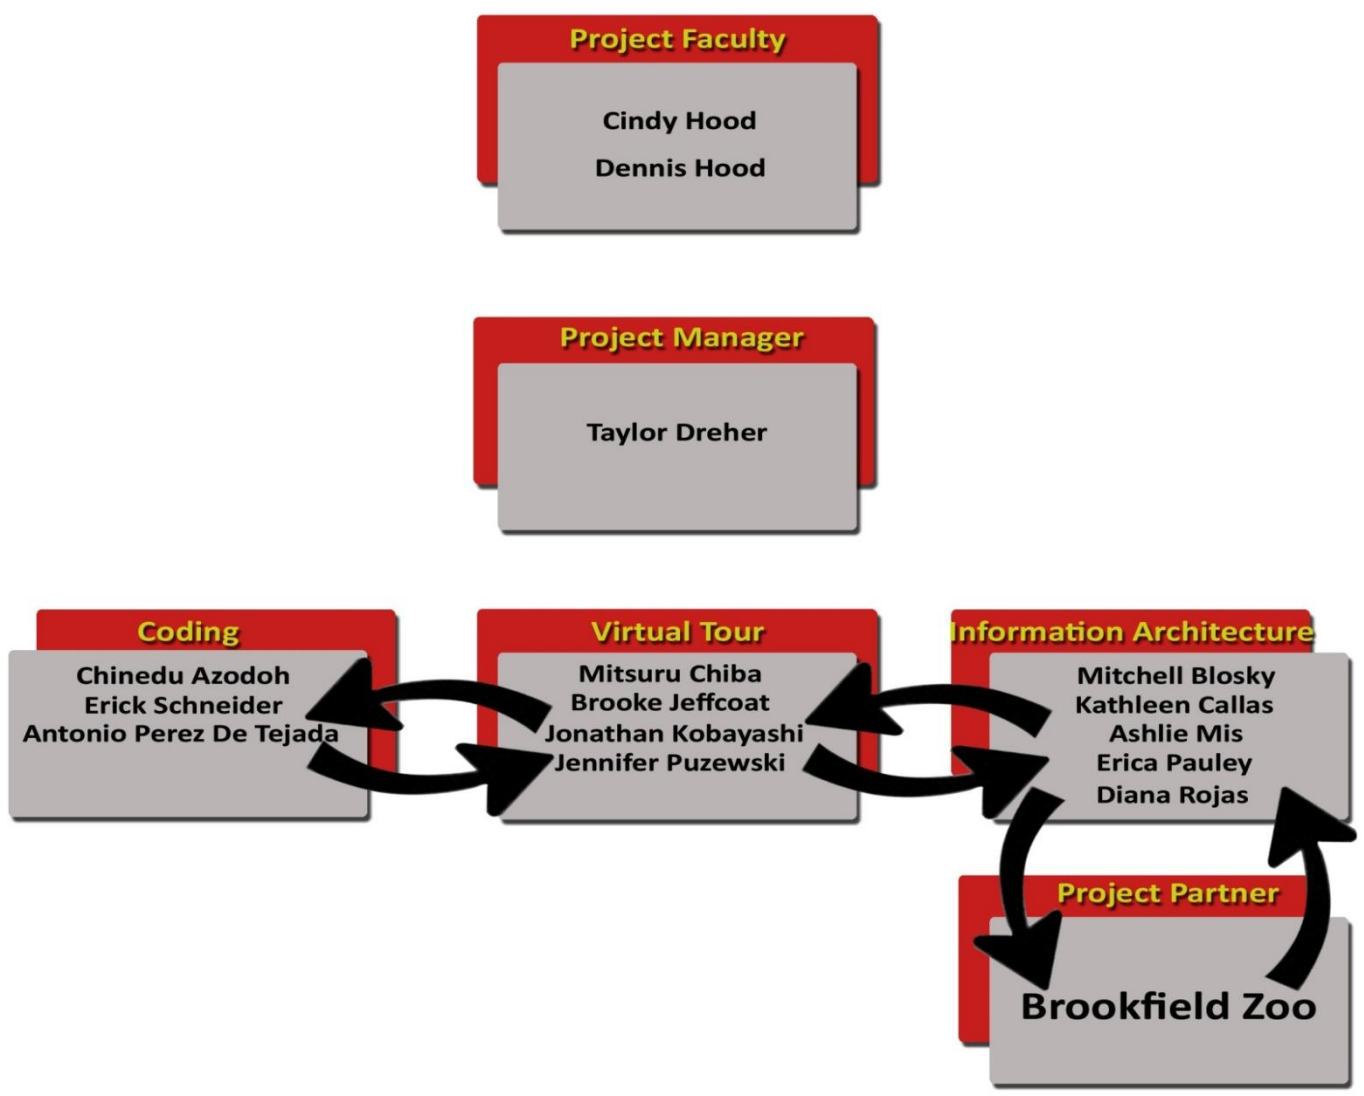 Project Faculty
Cindy Hood
Dennis Hood
Project Manager
Taylor Dreher
Coding
Chinedu Azodoh
Erick Schneider
Antonio Perez De Tejada
Virtual Tour
Mitsuru Chiba
Brooke Jeffcoat
Jonathan Kobayashi
Jennifer Puzewski
Information Architecture
Mitchell Blosky
Kathleen Callas
Ashlie Mis
Erica Pauley
Diana Rojas
Project Partner
Brookfield Zoo